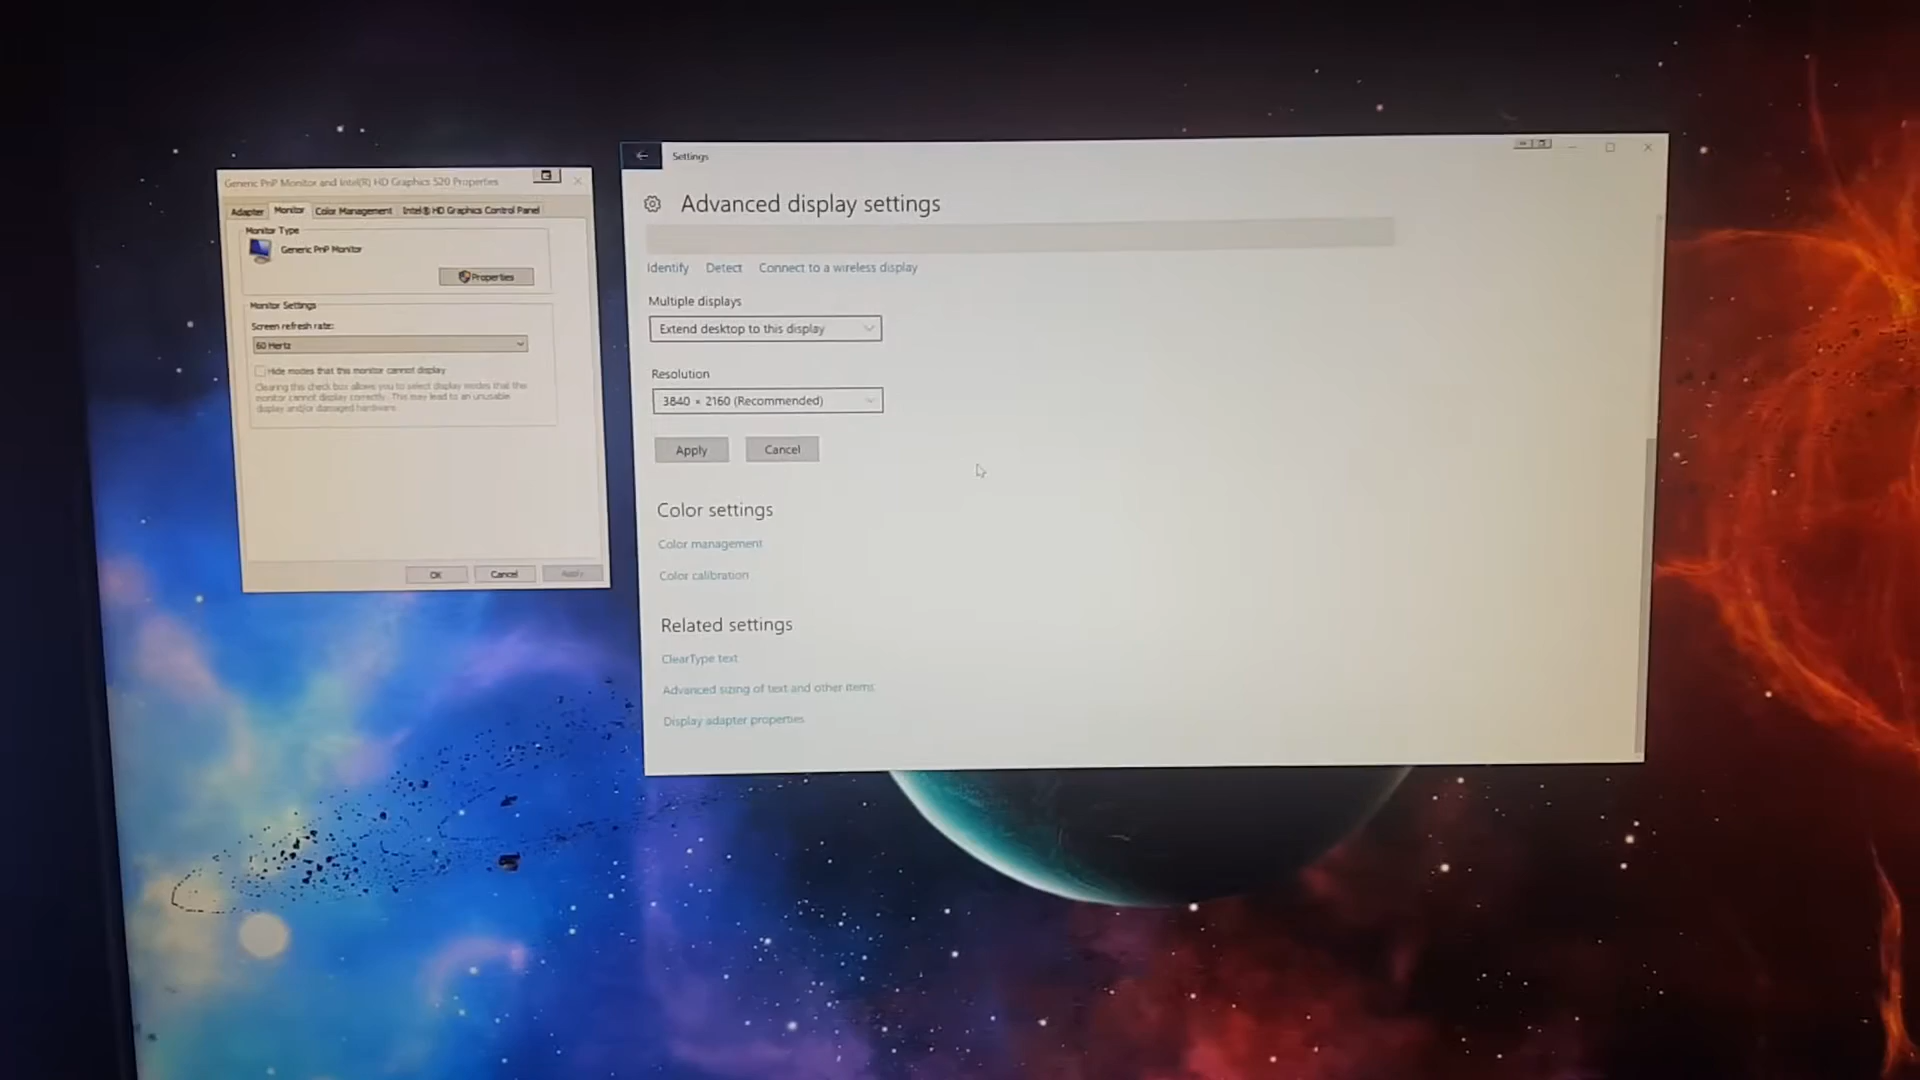 Generic PnP Monitor and Intel(R) HD Graphics 520 Properties
Adapter
Monitor
Color Management
Intel® HD Graphics Control Panel
Monitor Type
Generic PnP Monitor
Properties
Monitor Settings
Screen refresh rate:
60 Hertz
Hide modes that this monitor cannot display
Clearing this check box allows you to select display modes that this
monitor cannot display correctly. This may lead to an unusable
display and/or damaged hardware.
OK
Cancel
Apply
Settings
Advanced display settings
Identify
Detect
Connect to a wireless display
Multiple displays
Extend desktop to this display
Resolution
3840 × 2160 (Recommended)
Apply
Cancel
Color settings
Color management
Color calibration
Related settings
ClearType text
Advanced sizing of text and other items
Display adapter properties